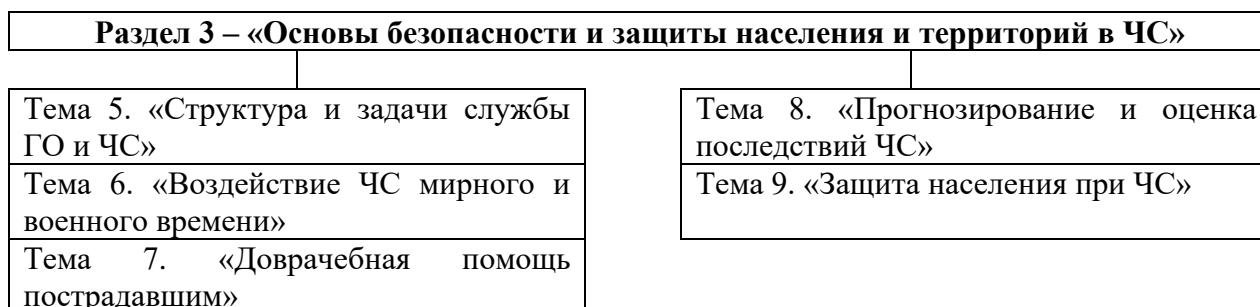 Раздел 3 – «Основы безопасности и защиты населения и территорий в ЧС»
Тема 5. «Структура и задачи службы
ГО и ЧС»
Тема 6. «Воздействие ЧС мирного и
военного времени»
Тема 7. «Доврачебная помощь
пострадавшим»
Тема 8. «Прогнозирование и оценка
последствий ЧС»
Тема 9. «Защита населения при ЧС»